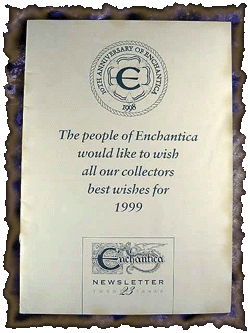 10TH ANNIVERSARY OF ENCHANTICA
E
1998
The people of Enchantica
would like to wish
all our collectors
best wishes for
1999
Enchantica
NEWSLETTER
23